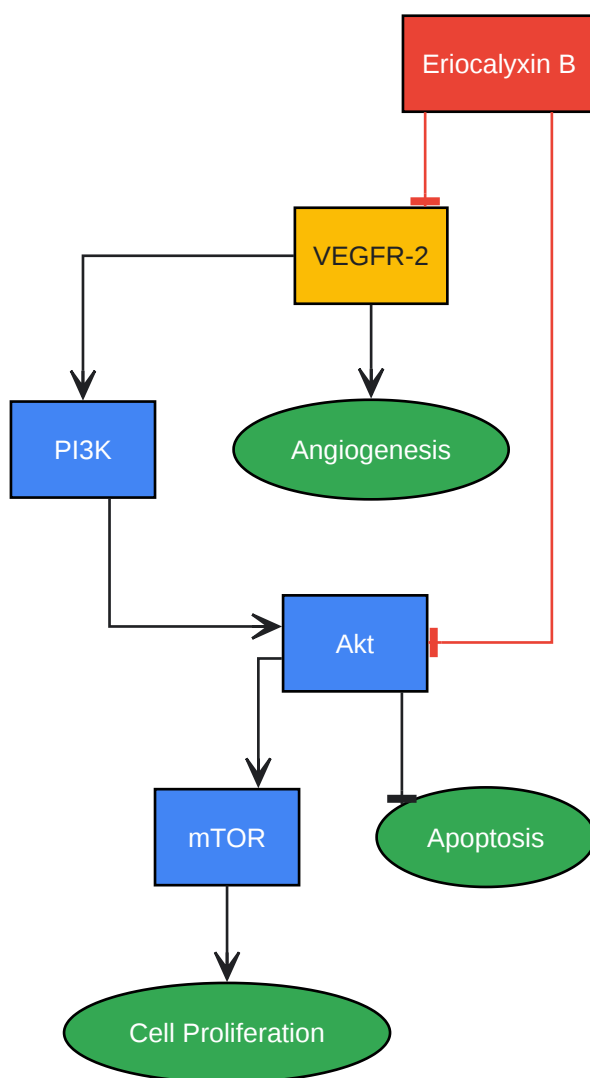 Eriocalyxin B
VEGFR-2
PI3K
Angiogenesis
Akt
mTOR
Apoptosis
Cell Proliferation